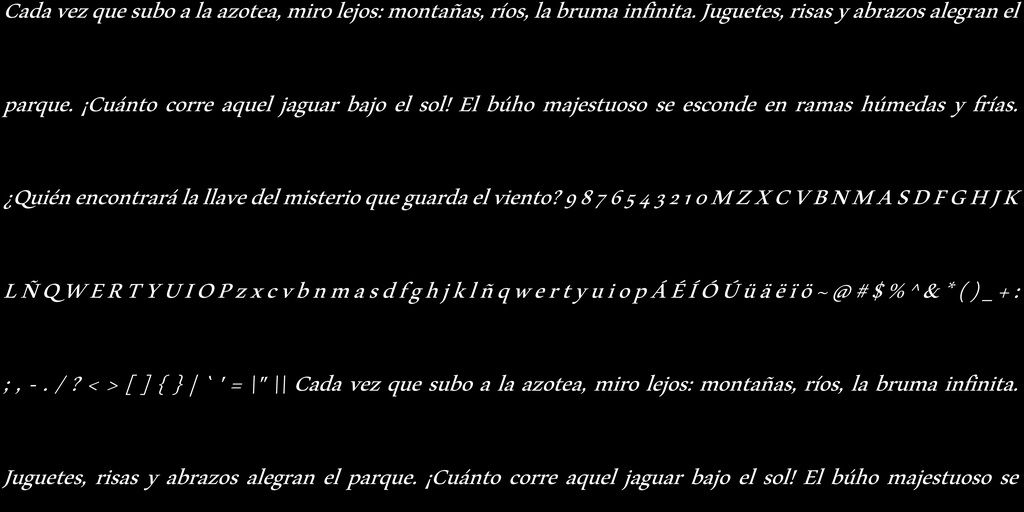 Cada vez que subo a la azotea, miro lejos: montañas, ríos, la bruma infinita. Juguetes, risas y abrazos alegran el
parque. ¡Cuánto corre aquel jaguar bajo el sol! El búho majestuoso se esconde en ramas húmedas y frías.
¿Quién encontrará la llave del misterio que guarda el viento? 9 8 7 6 5 4 3 2 1 0 M Z X C V B N M A S D F G H J K
L Ñ Q W E R T Y U I O P z x c v b n m a s d f g h j k l ñ q w e r t y u i o p Á É Í Ó Ú ü ä ë ï ö ~ @ # $ % ^ & * ( ) _ + :
; , - . / ? < > [ ] { } | ` ' = \" \\ Cada vez que subo a la azotea, miro lejos: montañas, ríos, la bruma infinita.
Juguetes, risas y abrazos alegran el parque. ¡Cuánto corre aquel jaguar bajo el sol! El búho majestuoso se